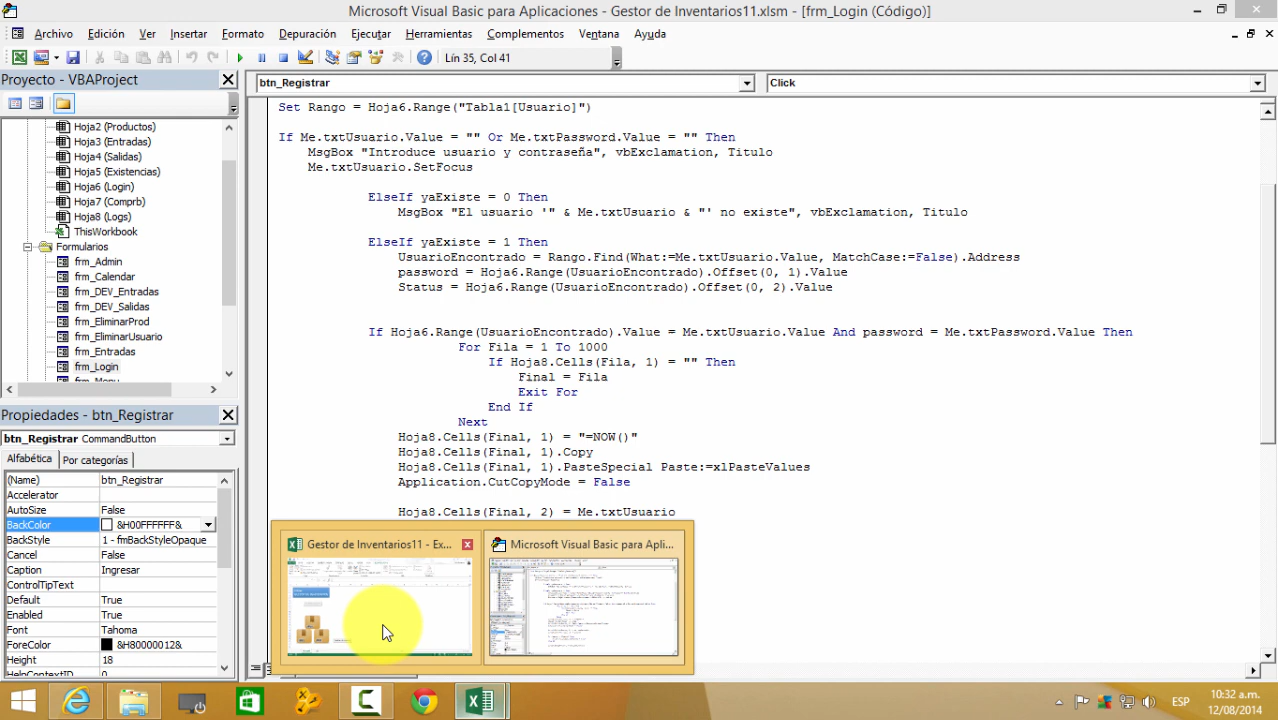 Microsoft Visual Basic para Aplicaciones - Gestor de Inventarios11.xlsm - [frm_Login (Código)]
Archivo Edición Ver Insertar Formato Depuración Ejecutar Herramientas Complementos Ventana Ayuda
Lín 35, Col 41
Proyecto - VBAProject
Hoja2 (Productos)
Hoja3 (Entradas)
Hoja4 (Salidas)
Hoja5 (Existencias)
Hoja6 (Login)
Hoja7 (Comprb)
Hoja8 (Logs)
ThisWorkbook
Formularios
frm_Admin
frm_Calendar
frm_DEV_Entradas
frm_DEV_Salidas
frm_EliminarProd
frm_EliminarUsuario
frm_Entradas
frm_Login
frm_Menu
Propiedades - btn_Registrar
btn_Registrar CommandButton
Alfabética Por categorías
(Name) btn_Registrar
Accelerator
AutoSize False
BackColor &H00FFFFFF&
BackStyle 1 - fmBackStyleOpaque
Cancel False
Caption Ingresar
ControlTipText
Default True
Enabled True
Font Tahoma
ForeColor &H80000012&
Height 18
HelpContextID 0
btn_Registrar Click
Set Rango = Hoja6.Range("Tabla1[Usuario]")
If Me.txtUsuario.Value = "" Or Me.txtPassword.Value = "" Then
MsgBox "Introduce usuario y contraseña", vbExclamation, Titulo
Me.txtUsuario.SetFocus
ElseIf yaExiste = 0 Then
MsgBox "El usuario '" & Me.txtUsuario & "' no existe", vbExclamation, Titulo
ElseIf yaExiste = 1 Then
UsuarioEncontrado = Rango.Find(What:=Me.txtUsuario.Value, MatchCase:=False).Address
password = Hoja6.Range(UsuarioEncontrado).Offset(0, 1).Value
Status = Hoja6.Range(UsuarioEncontrado).Offset(0, 2).Value
If Hoja6.Range(UsuarioEncontrado).Value = Me.txtUsuario.Value And password = Me.txtPassword.Value Then
For Fila = 1 To 1000
If Hoja8.Cells(Fila, 1) = "" Then
Final = Fila
Exit For
End If
Next
Hoja8.Cells(Final, 1) = "=NOW()"
Hoja8.Cells(Final, 1).Copy
Hoja8.Cells(Final, 1).PasteSpecial Paste:=xlPasteValues
Application.CutCopyMode = False
Hoja8.Cells(Final, 2) = Me.txtUsuario
Gestor de Inventarios11 - Ex...
Microsoft Visual Basic para Apli...
ESP
10:32 a.m.
12/08/2014